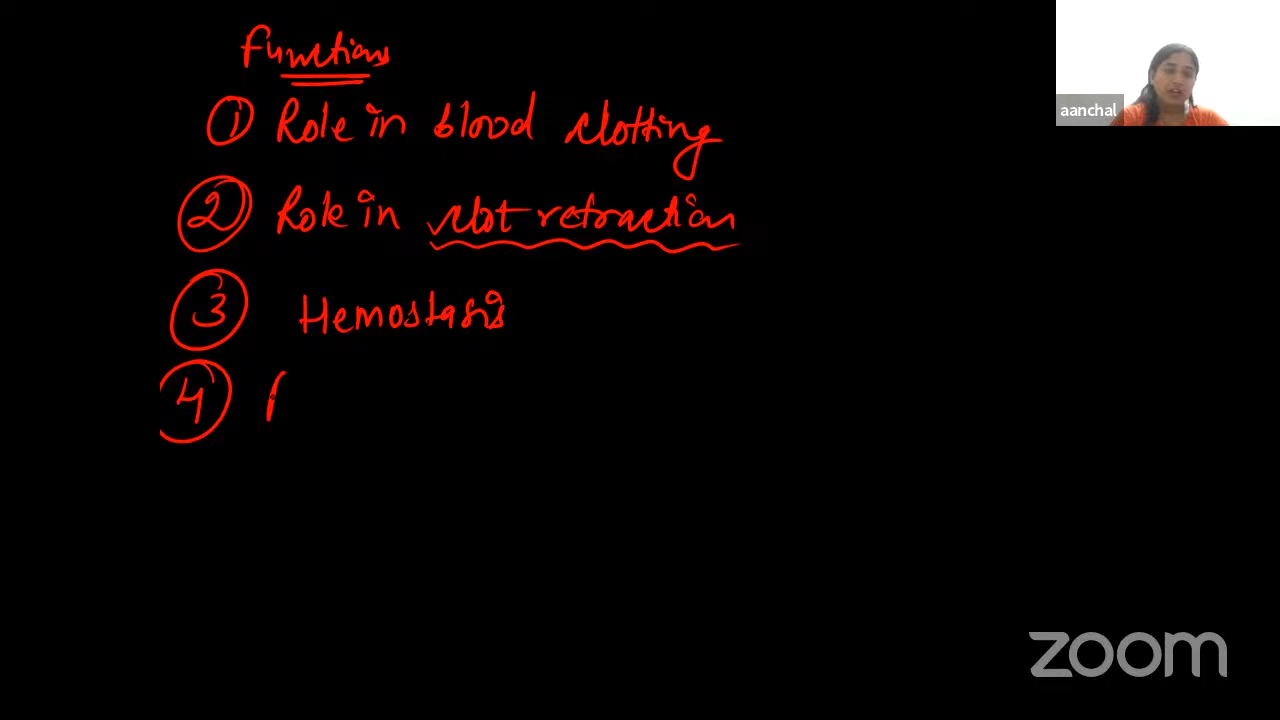 Functions
aanchal
① Role in blood clotting
② Role in clot retraction
③ Hemostasis
④
zoom